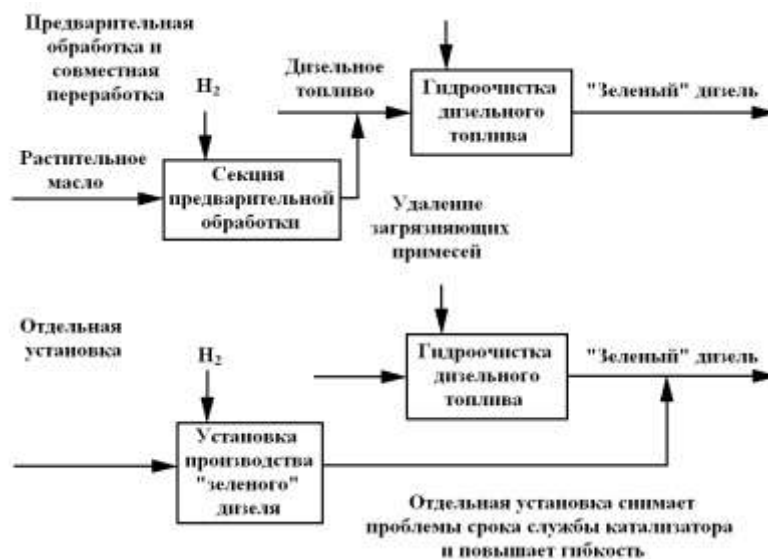 Предварительная
обработка и
совместная
переработка
H₂
Дизельное
топливо
Гидроочистка
дизельного
топлива
"Зеленый" дизель
Растительное
масло
Секция
предварительной
обработки
Удаление
загрязняющих
примесей
Отдельная
установка
H₂
Гидроочистка
дизельного
топлива
"Зеленый" дизель
Установка
производства
"зеленого"
дизеля
Отдельная установка снимает
проблемы срока службы катализатора
и повышает гибкость